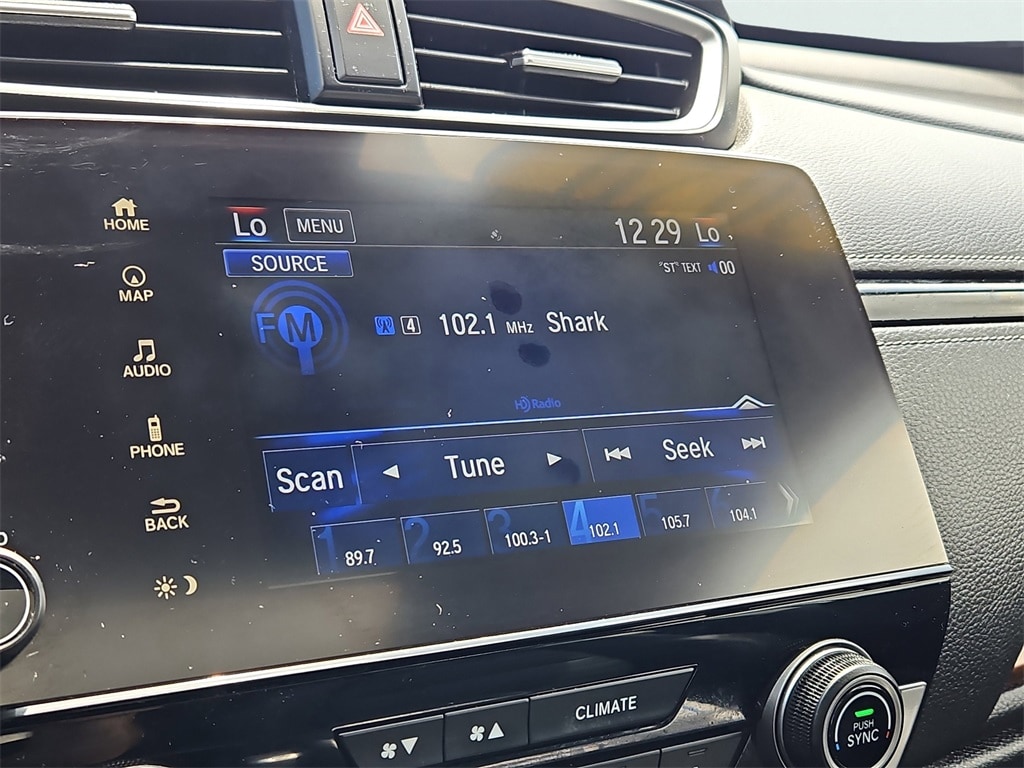 HOME
MAP
AUDIO
PHONE
BACK
Lo MENU 12 29 Lo
SOURCE "ST" TEXT 00
FM 4 102.1 MHz Shark
HD Radio
Scan Tune Seek
1 89.7 2 92.5 3 100.3-1 4 102.1 5 105.7 6 104.1
CLIMATE
PUSH
SYNC